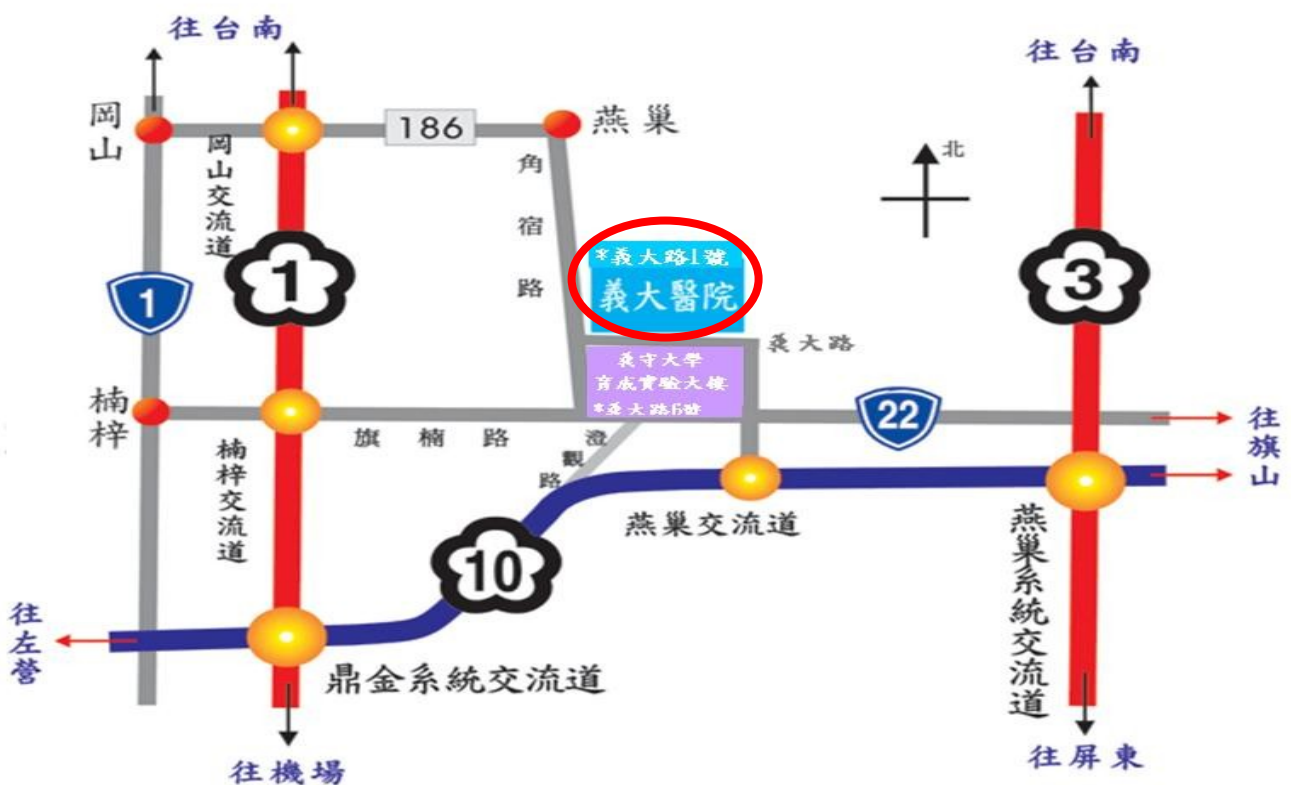 往台南
往台南
岡山
186
燕巢
北
岡山交流道
角宿路
*義大路1號
義大醫院
1
1
3
義大路
義守大學
育成實驗大樓
*義大路6號
楠梓
22
往旗山
旗楠路
澄觀路
楠梓交流道
燕巢交流道
燕巢系統交流道
10
往左營
鼎金系統交流道
往機場
往屏東